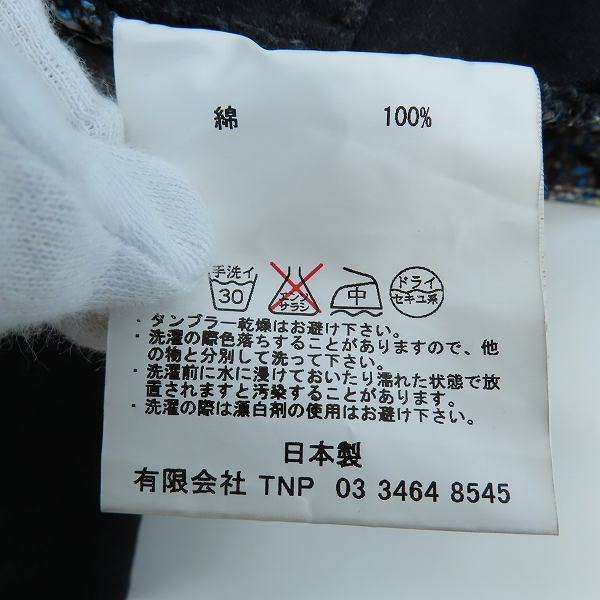 綿 100%
手洗イ 30 エンソ サラシ 中 ドライ セキユ系
・タンブラー乾燥はお避け下さい。
・洗濯の際色落ちすることがありますので、他
の物と分別して洗って下さい。
・洗濯前に水に浸けておいたり濡れた状態で放
置されますと汚染することがあります。
・洗濯の際は漂白剤の使用はお避け下さい。
日本製
有限会社 TNP 03 3464 8545